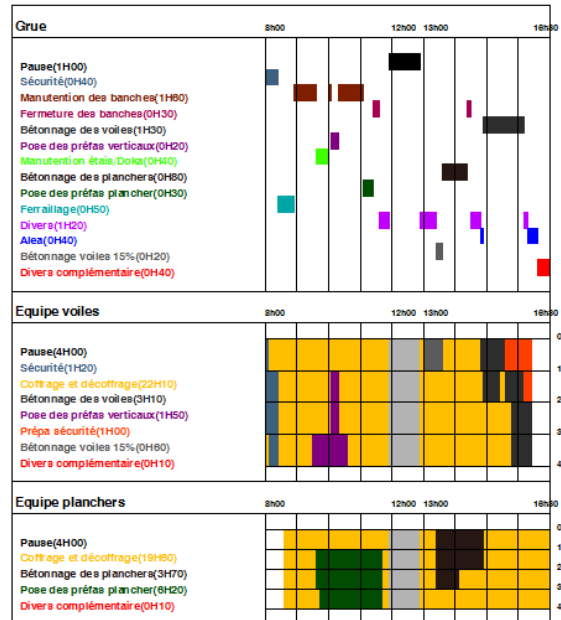 Grue 8h00 12h00 13h00 16h80
Pause(1H00)
Sécurité(0H40)
Manutention des banches(1H60)
Fermeture des banches(0H30)
Bétonnage des voiles(1H30)
Pose des préfas verticaux(0H20)
Manutention étais/Doka(0H40)
Bétonnage des planchers(0H80)
Pose des préfas plancher(0H30)
Ferraillage(0H50)
Divers(1H20)
Alea(0H40)
Bétonnage voiles 15%(0H20)
Divers complémentaire(0H40)
Equipe voiles 8h00 12h00 13h00 16h80
0
Pause(4H00)
Sécurité(1H20)
1
Coffrage et décoffrage(22H10)
Bétonnage des voiles(3H10)
2
Pose des préfas verticaux(1H50)
Prépa sécurité(1H00)
3
Bétonnage voiles 15%(0H60)
Divers complémentaire(0H10)
4
Equipe planchers 8h00 12h00 13h00 16h80
0
Pause(4H00)
1
Coffrage et décoffrage(19H60)
Bétonnage des planchers(3H70)
2
Pose des préfas plancher(6H20)
3
Divers complémentaire(0H10)
4